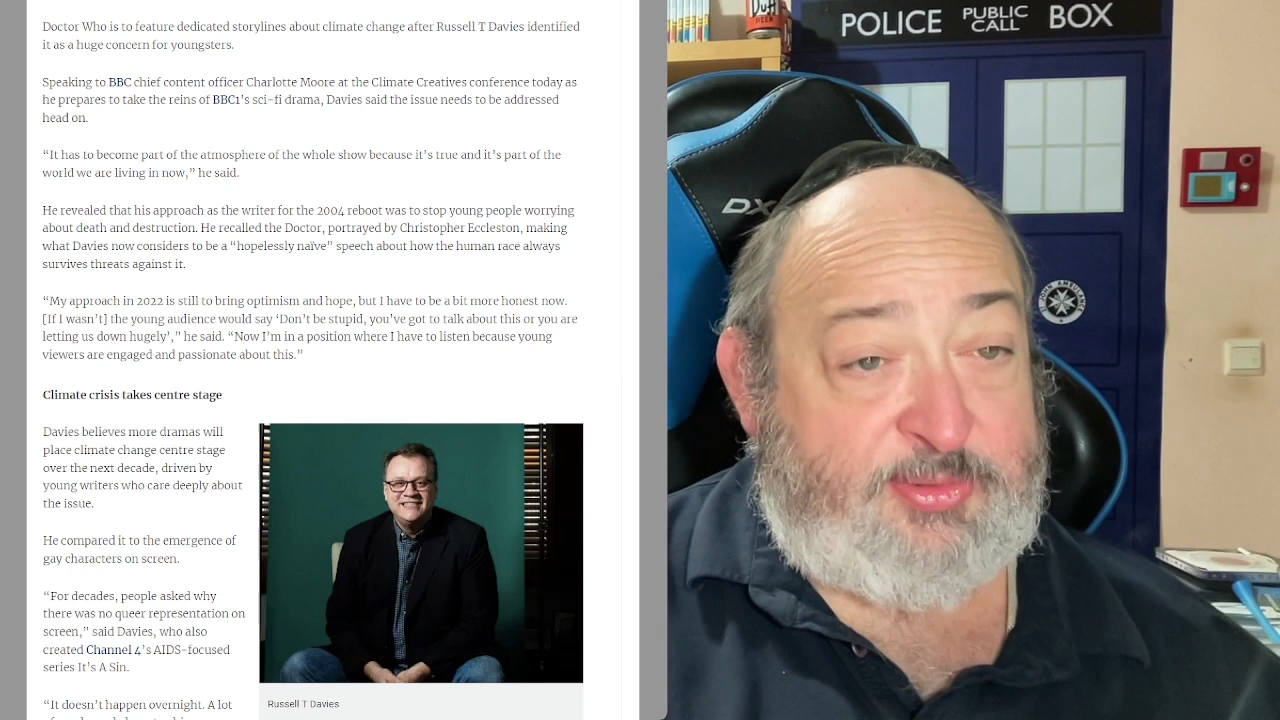 Doctor Who is to feature dedicated storylines about climate change after Russell T Davies identified
it as a huge concern for youngsters.
Speaking to BBC chief content officer Charlotte Moore at the Climate Creatives conference today as
he prepares to take the reins of BBC1's sci-fi drama, Davies said the issue needs to be addressed
head on.
“It has to become part of the atmosphere of the whole show because it's true and it's part of the
world we are living in now,” he said.
He revealed that his approach as the writer for the 2004 reboot was to stop young people worrying
about death and destruction. He recalled the Doctor, portrayed by Christopher Eccleston, making
what Davies now considers to be a “hopelessly naïve” speech about how the human race always
survives threats against it.
“My approach in 2022 is still to bring optimism and hope, but I have to be a bit more honest now.
[If I wasn't] the young audience would say ‘Don't be stupid, you've got to talk about this or you are
letting us down hugely’,” he said. “Now I'm in a position where I have to listen because young
viewers are engaged and passionate about this.”
Climate crisis takes centre stage
Davies believes more dramas will
place climate change centre stage
over the next decade, driven by
young writers who care deeply about
the issue.
He compared it to the emergence of
gay characters on screen.
“For decades, people asked why
there was no queer representation on
screen,” said Davies, who also
created Channel 4's AIDS-focused
series It's A Sin.
“It doesn't happen overnight. A lot
Russell T Davies
Duff
BEER
POLICE PUBLIC CALL BOX
DX
ST JOHN AMBULANCE